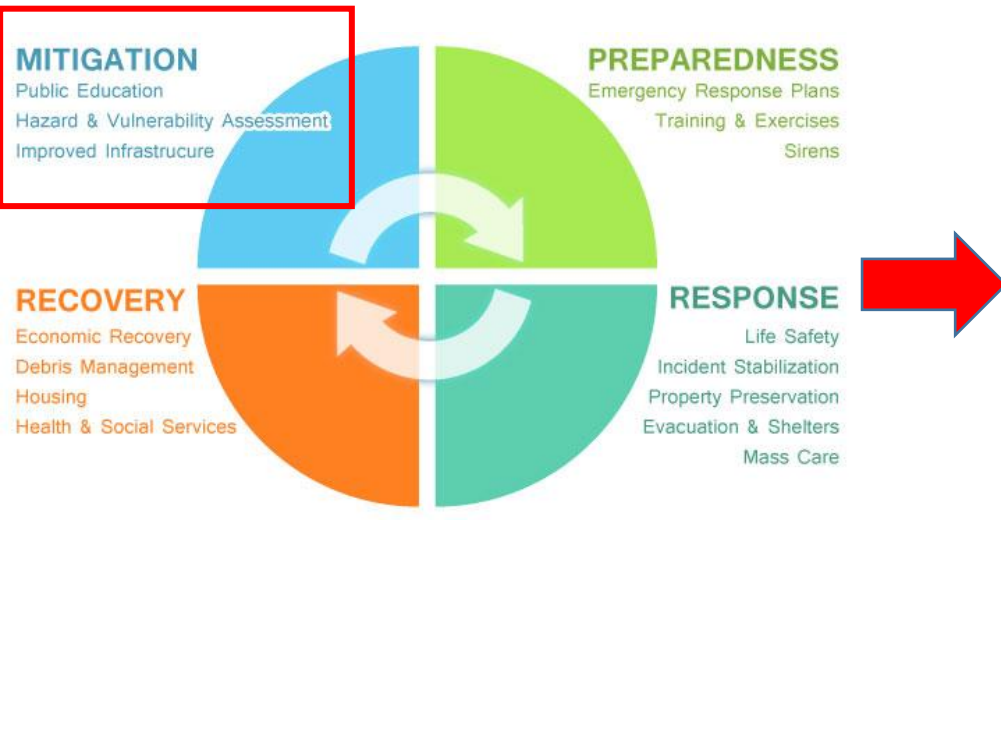 MITIGATION
Public Education
Hazard & Vulnerability Assessment
Improved Infrastrucure
PREPAREDNESS
Emergency Response Plans
Training & Exercises
Sirens
RECOVERY
Economic Recovery
Debris Management
Housing
Health & Social Services
RESPONSE
Life Safety
Incident Stabilization
Property Preservation
Evacuation & Shelters
Mass Care